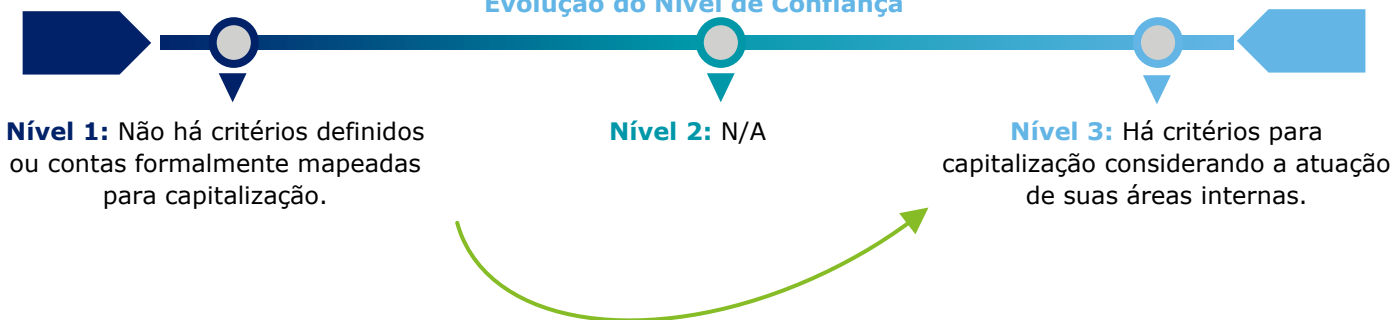 Evolução do Nível de Confiança
Nível 1: Não há critérios definidos
ou contas formalmente mapeadas
para capitalização.
Nível 2: N/A
Nível 3: Há critérios para
capitalização considerando a atuação
de suas áreas internas.